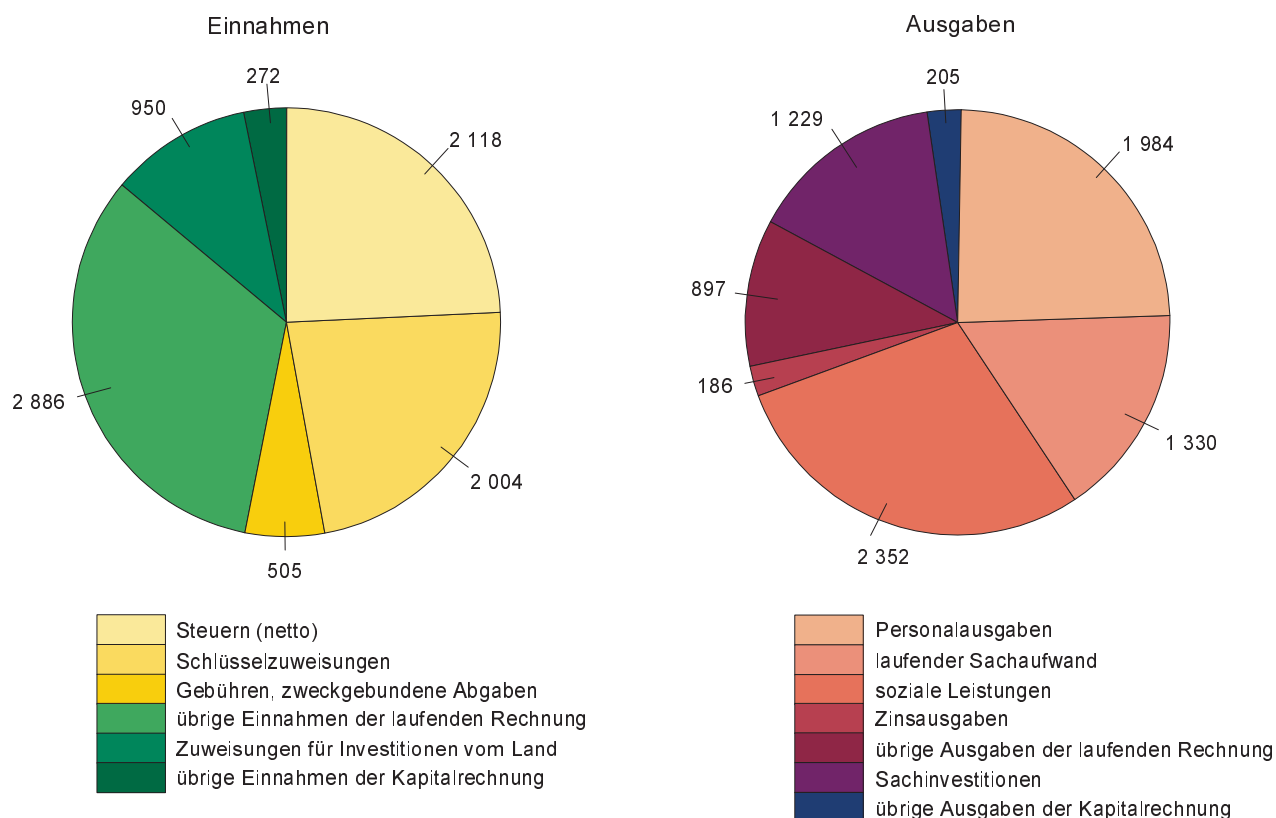 Einnahmen
272
950
2 118
2 886
2 004
505
Steuern (netto)
Schlüsselzuweisungen
Gebühren, zweckgebundene Abgaben
übrige Einnahmen der laufenden Rechnung
Zuweisungen für Investitionen vom Land
übrige Einnahmen der Kapitalrechnung
Ausgaben
205
1 229
1 984
897
186
1 330
2 352
Personalausgaben
laufender Sachaufwand
soziale Leistungen
Zinsausgaben
übrige Ausgaben der laufenden Rechnung
Sachinvestitionen
übrige Ausgaben der Kapitalrechnung